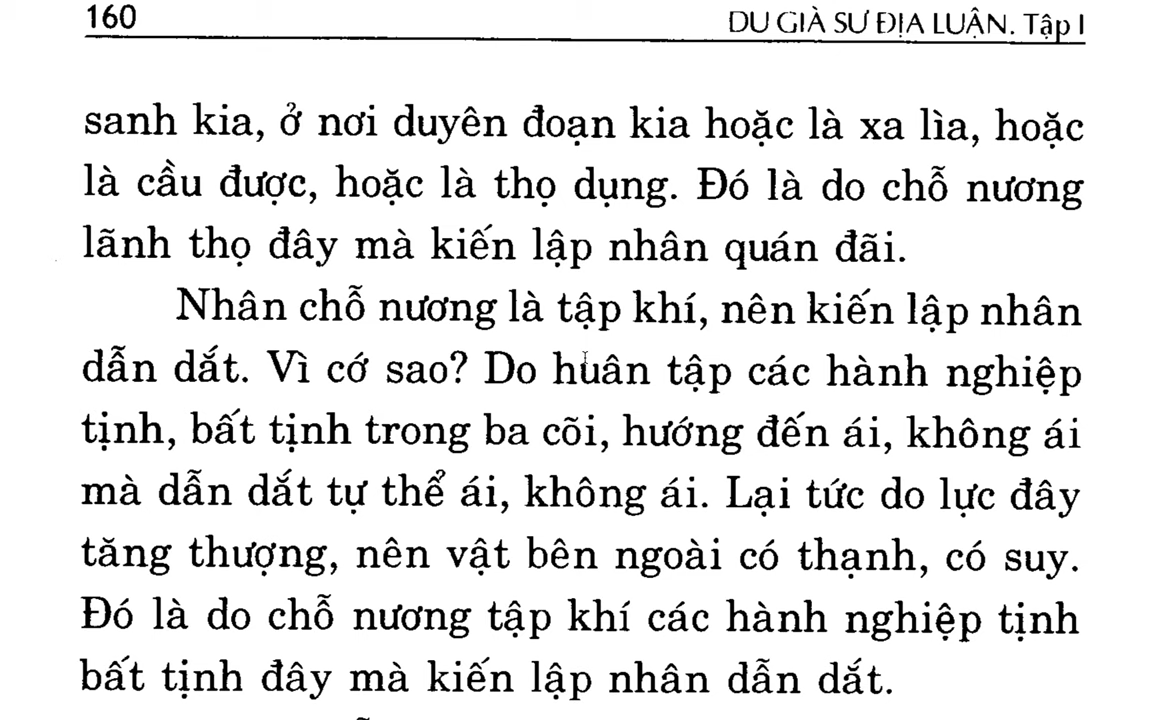 160
DU GIÀ SƯ ĐỊA LUẬN. Tập I
sanh kia, ở nơi duyên đoạn kia hoặc là xa lìa, hoặc
là cầu được, hoặc là thọ dụng. Đó là do chỗ nương
lãnh thọ đây mà kiến lập nhân quán đãi.
Nhân chỗ nương là tập khí, nên kiến lập nhân
dẫn dắt. Vì cớ sao? Do huân tập các hành nghiệp
tịnh, bất tịnh trong ba cõi, hướng đến ái, không ái
mà dẫn dắt tự thể ái, không ái. Lại tức do lực đây
tăng thượng, nên vật bên ngoài có thạnh, có suy.
Đó là do chỗ nương tập khí các hành nghiệp tịnh
bất tịnh đây mà kiến lập nhân dẫn dắt.